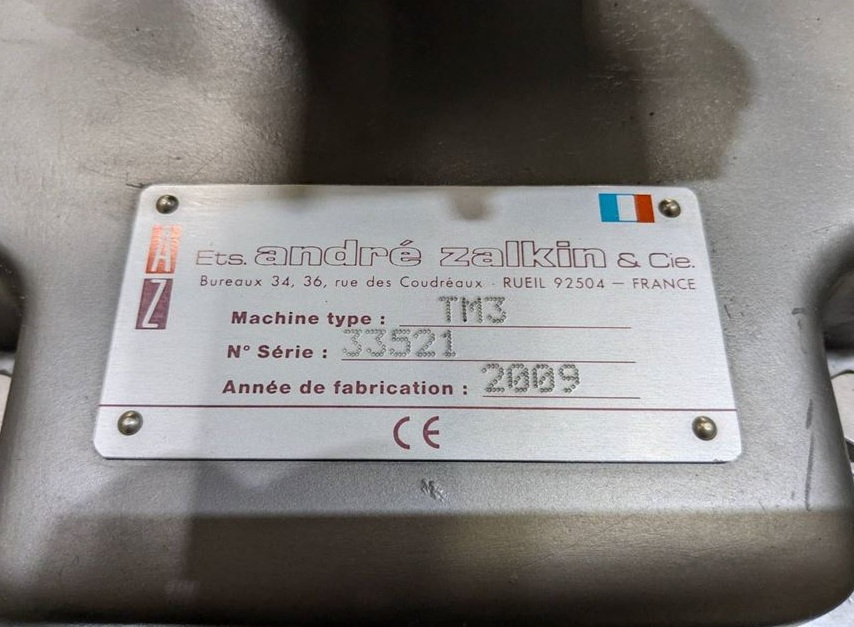 AZ
Ets. andré zalkin & Cie.
Bureaux 34, 36, rue des Coudréaux - RUEIL 92504 — FRANCE
Machine type : TM3
N° Série : 33521
Année de fabrication : 2009
CE